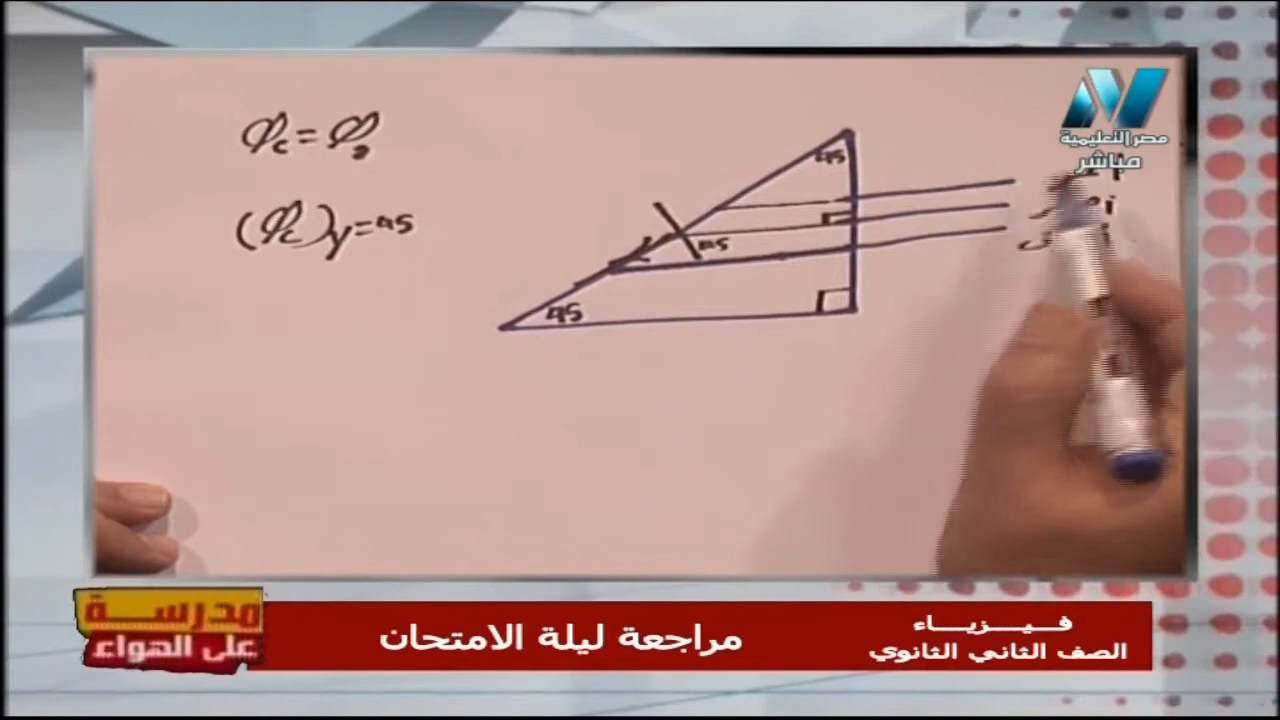 مصر التعليمية
مباشر
φc = φ2
(φc)y = 45
45
45
45
مدرسة
على الهواء
مراجعة ليلة الامتحان
فيزياء
الصف الثاني الثانوي